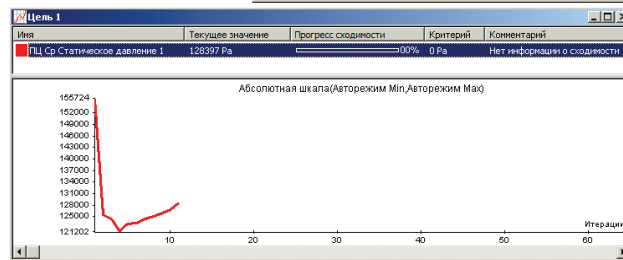 Цель 1
Имя Текущее значение Прогресс сходимости Критерий Комментарий
ПЦ Ср Статическое давление 1 128397 Pa 00% 0 Pa Нет информации о сходимости
Абсолютная шкала(Авторежим Min,Авторежим Max)
155724
152000
149000
146000
143000
140000
137000
134000
131000
128000
125000
121202
Итерации
10 20 30 40 50 60